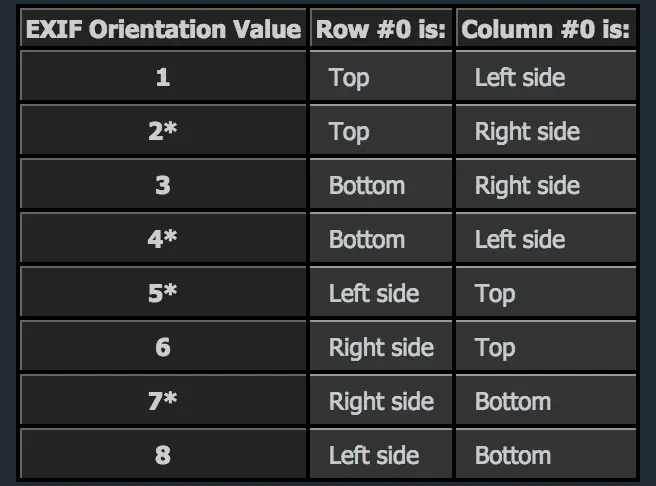 EXIF Orientation Value Row #0 is: Column #0 is:
1 Top Left side
2* Top Right side
3 Bottom Right side
4* Bottom Left side
5* Left side Top
6 Right side Top
7* Right side Bottom
8 Left side Bottom